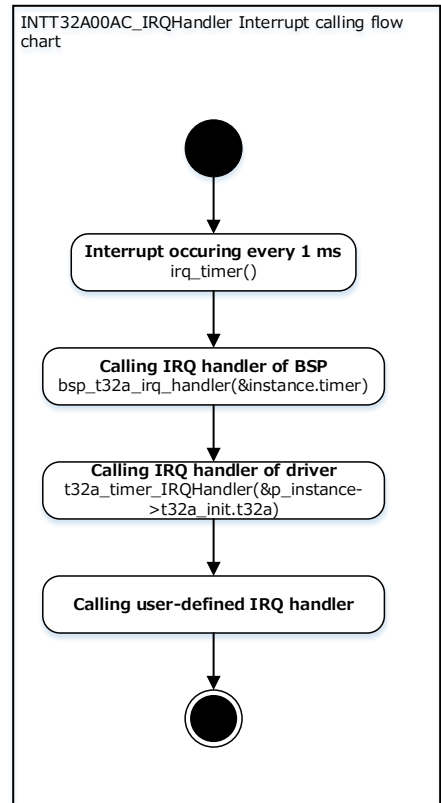 INTT32A00AC_IRQHandler Interrupt calling flow
chart
Interrupt occuring every 1 ms
irq_timer()
Calling IRQ handler of BSP
bsp_t32a_irq_handler(&instance.timer)
Calling IRQ handler of driver
t32a_timer_IRQHandler(&p_instance-
>t32a_init.t32a)
Calling user-defined IRQ handler